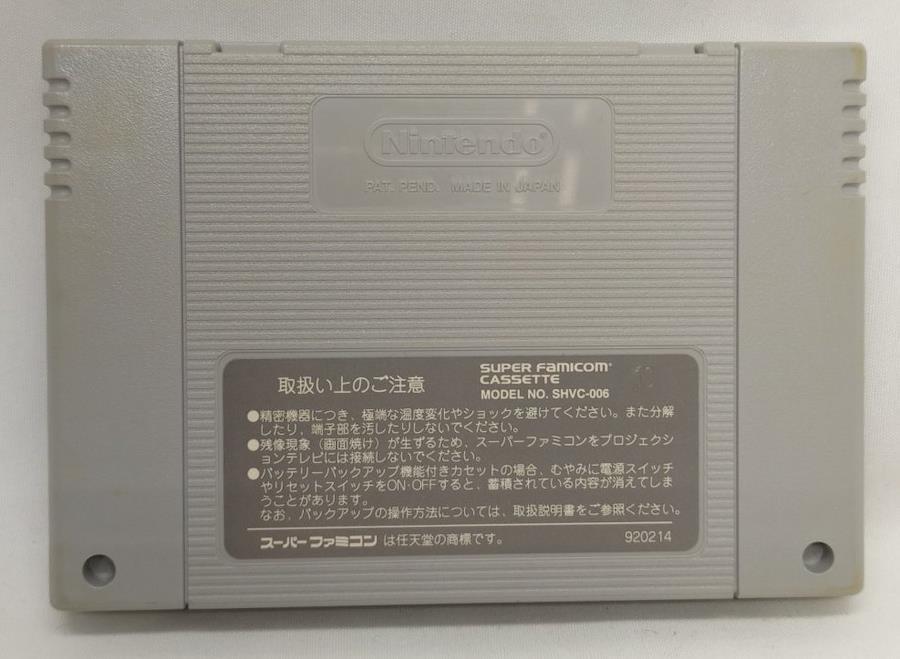 Nintendo®
PAT. PEND. MADE IN JAPAN
取扱い上のご注意
SUPER FAMICOM®
CASSETTE
MODEL NO. SHVC-006
●精密機器につき、極端な温度変化やショックを避けてください。また分解
したり、端子部を汚したりしないでください。
●残像現象（画面焼け）が生ずるため、スーパーファミコンをプロジェクシ
ョンテレビには接続しないでください。
●バッテリーバックアップ機能付きカセットの場合、むやみに電源スイッチ
やリセットスイッチをON･OFFすると、蓄積されている内容が消えてしま
うことがあります。
なお、バックアップの操作方法については、取扱説明書をご参照ください。
スーパーファミコンは任天堂の商標です。
920214